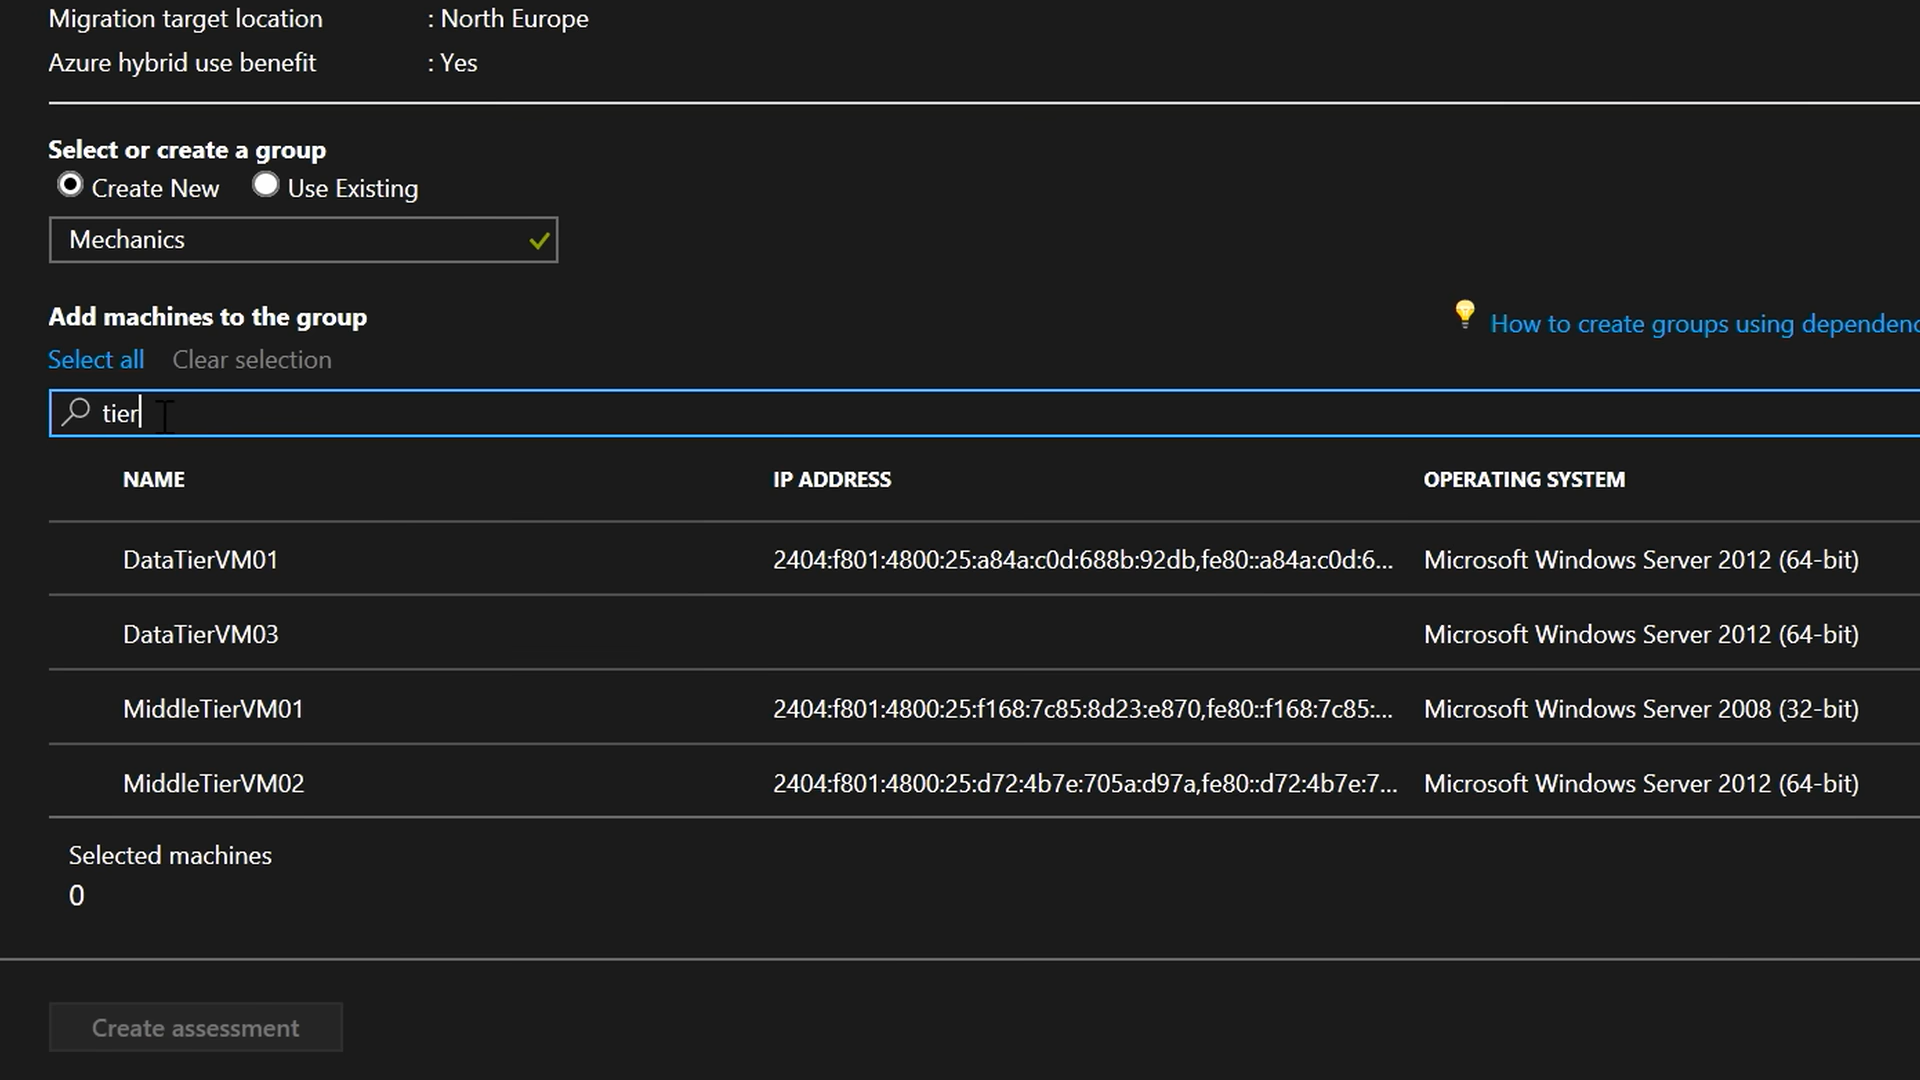 Migration target location : North Europe
Azure hybrid use benefit : Yes
Select or create a group
Create New Use Existing
Mechanics
Add machines to the group
How to create groups using dependenc
Select all Clear selection
tier
NAME IP ADDRESS OPERATING SYSTEM
DataTierVM01 2404:f801:4800:25:a84a:c0d:688b:92db,fe80::a84a:c0d:6... Microsoft Windows Server 2012 (64-bit)
DataTierVM03 Microsoft Windows Server 2012 (64-bit)
MiddleTierVM01 2404:f801:4800:25:f168:7c85:8d23:e870,fe80::f168:7c85:... Microsoft Windows Server 2008 (32-bit)
MiddleTierVM02 2404:f801:4800:25:d72:4b7e:705a:d97a,fe80::d72:4b7e:7... Microsoft Windows Server 2012 (64-bit)
Selected machines
0
Create assessment